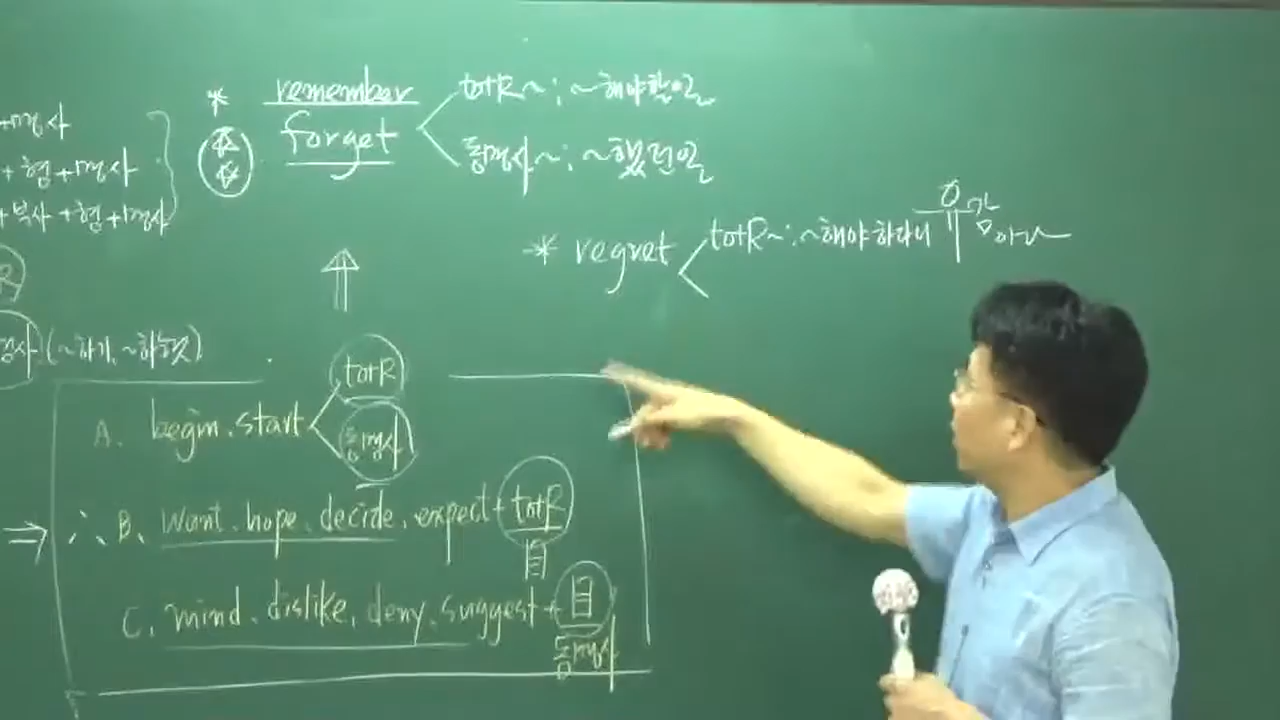 * remember
forget
to+R~ ; ~해야할 일
동명사~ ; ~했던 일
+명사
+ 형 +명사
+ 부사 + 형 +명사
* regret
to+R~ ; ~해야 하다니 유감
R
명사 (~하기, ~하는것)
A. begin. start
to+R
동명사
⇒ ∴ B. Want. hope. decide. expect + to+R
目
C. mind. dislike, deny. suggest + 目
동명사